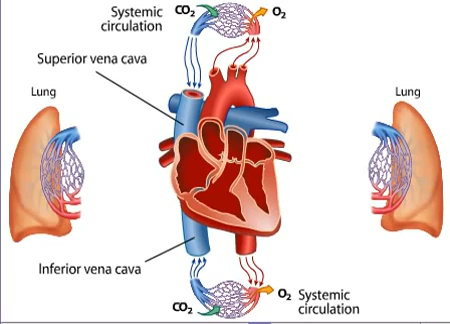 Systemic
circulation
CO2
O2
Superior vena cava
Lung
Lung
Inferior vena cava
CO2
O2
Systemic
circulation